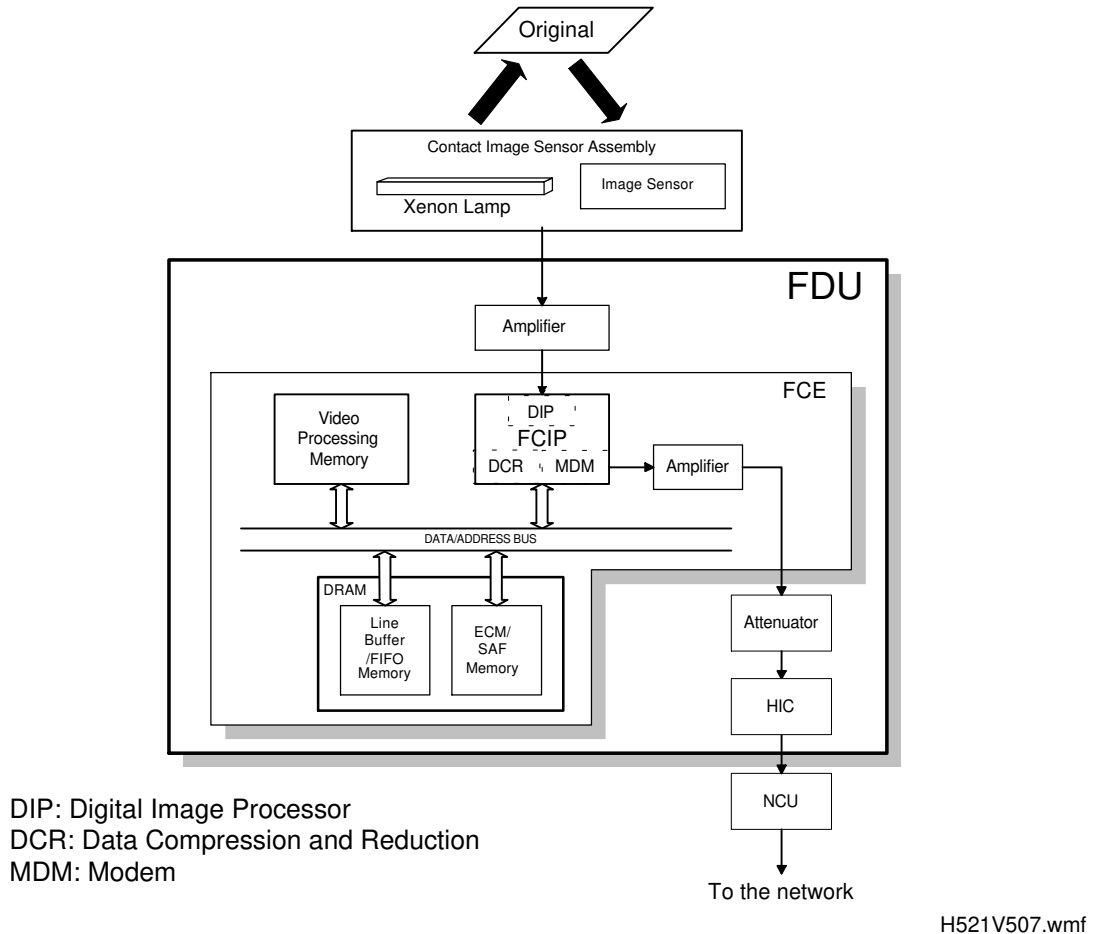 Original
Contact Image Sensor Assembly
Image Sensor
Xenon Lamp
FDU
Amplifier
FCE
Video
Processing
Memory
DIP
FCIP
DCR
MDM
Amplifier
DATA/ADDRESS BUS
DRAM
Line
Buffer
/FIFO
Memory
ECM/
SAF
Memory
Attenuator
HIC
NCU
DIP: Digital Image Processor
DCR: Data Compression and Reduction
MDM: Modem
To the network
H521V507.wmf